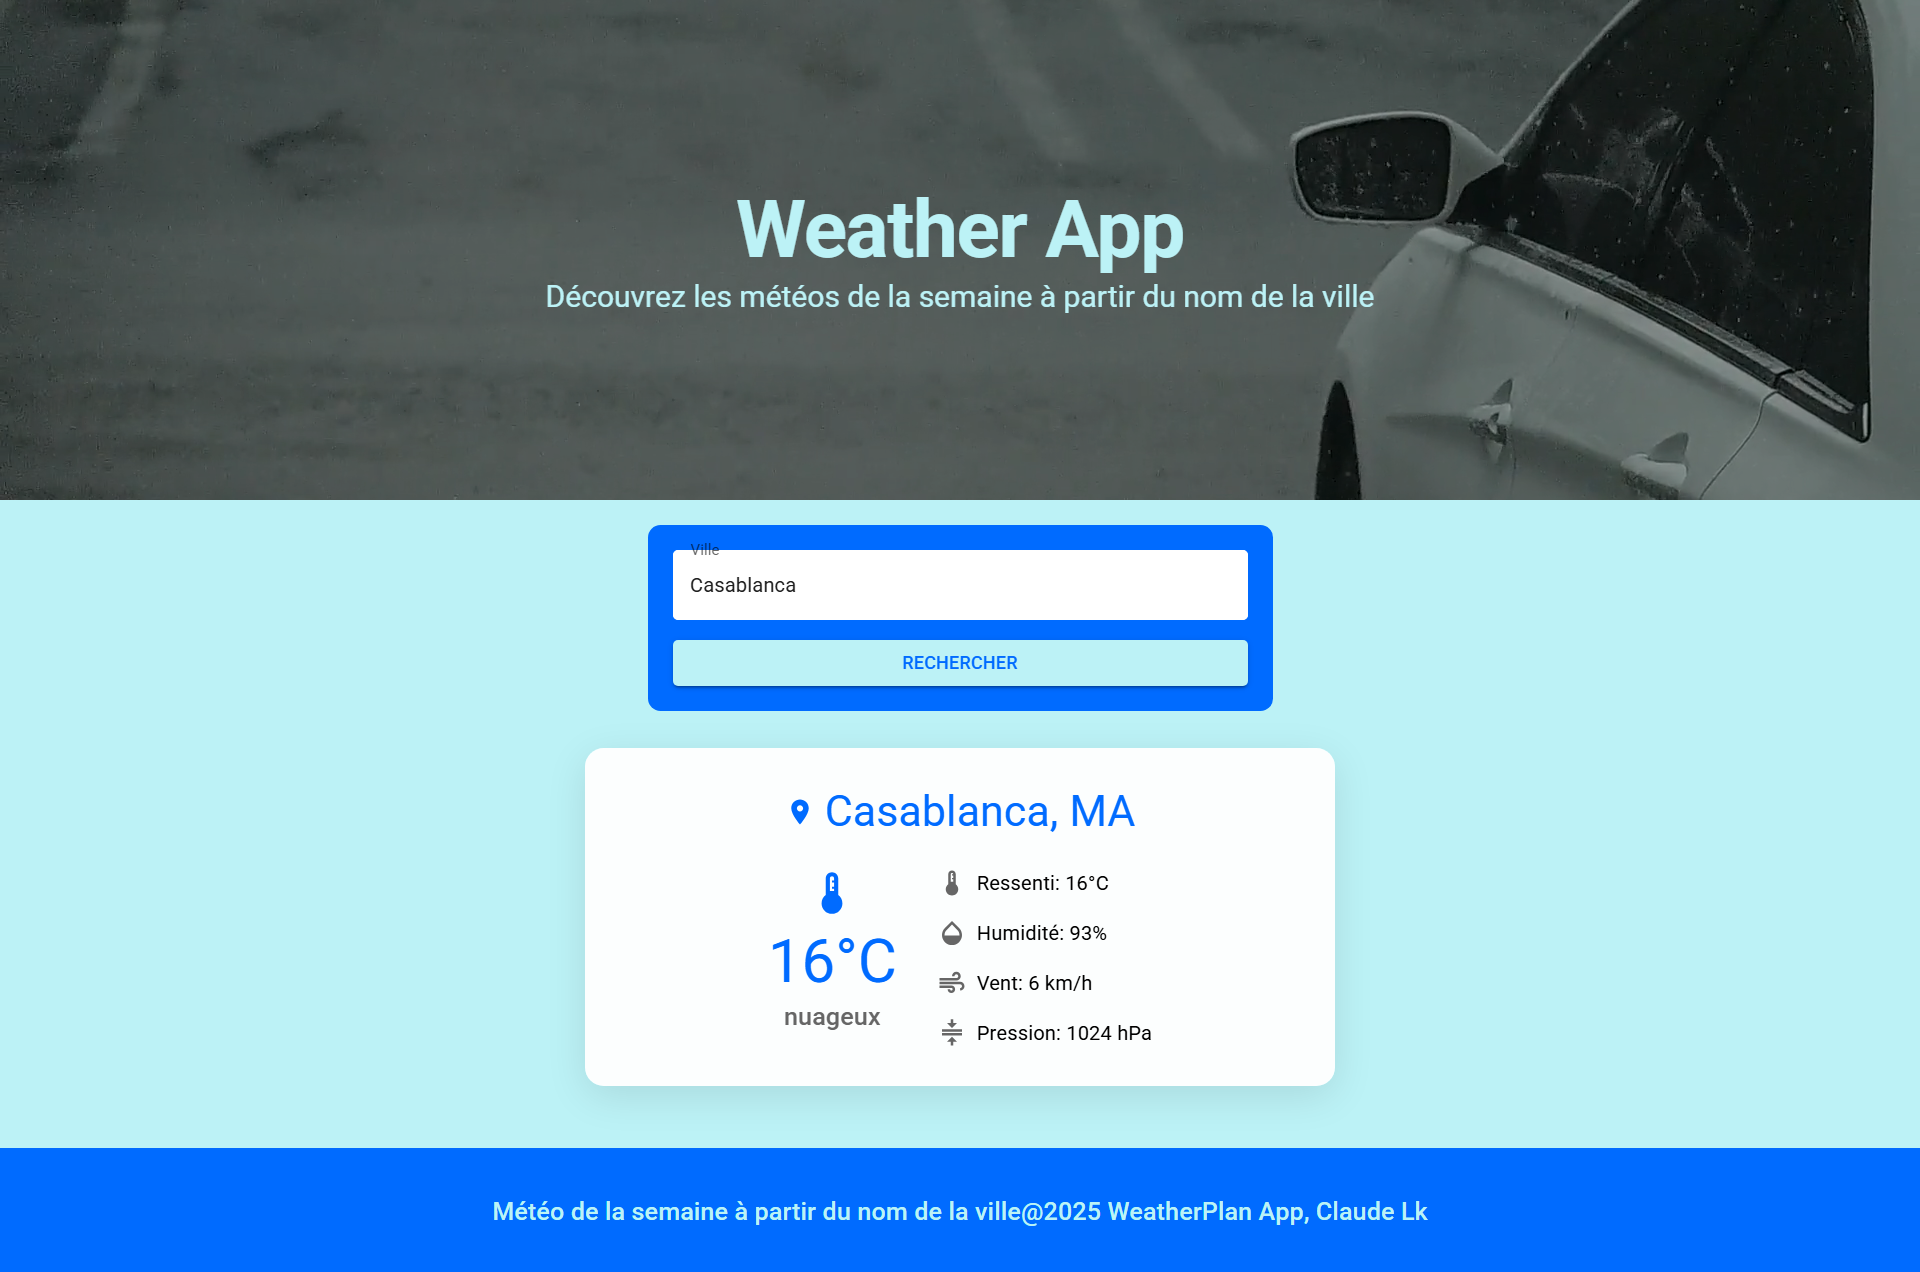 Weather App
Découvrez les météos de la semaine à partir du nom de la ville
Ville
Casablanca
RECHERCHER
Casablanca, MA
16°C
nuageux
Ressenti: 16°C
Humidité: 93%
Vent: 6 km/h
Pression: 1024 hPa
Météo de la semaine à partir du nom de la ville@2025 WeatherPlan App, Claude Lk